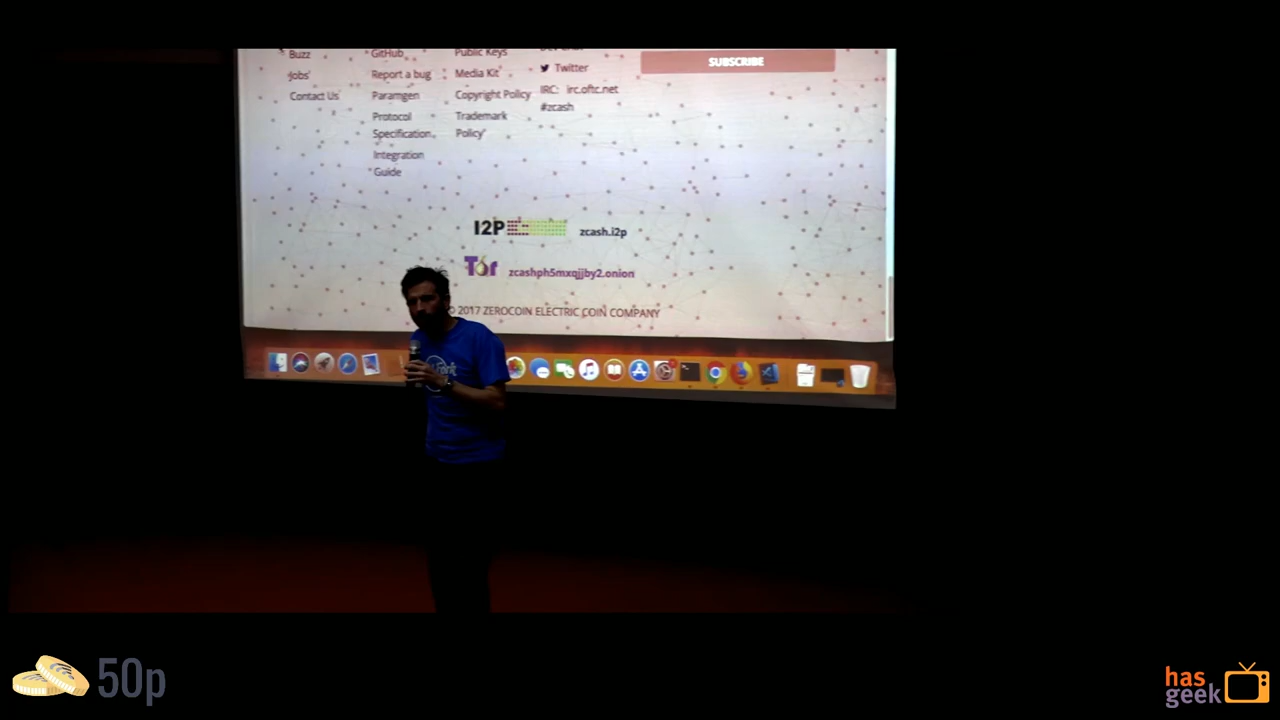 Buzz
Jobs
Contact Us
GitHub
Report a bug
Paramgen
Protocol
Specification
Integration
Guide
Public Keys
Media Kit
Copyright Policy
Trademark
Policy
Twitter
IRC: irc.oftc.net
#zcash
SUBSCRIBE
I2P zcash.i2p
Tor zcashph5mxqjjby2.onion
© 2017 ZEROCOIN ELECTRIC COIN COMPANY
50p
has
geek